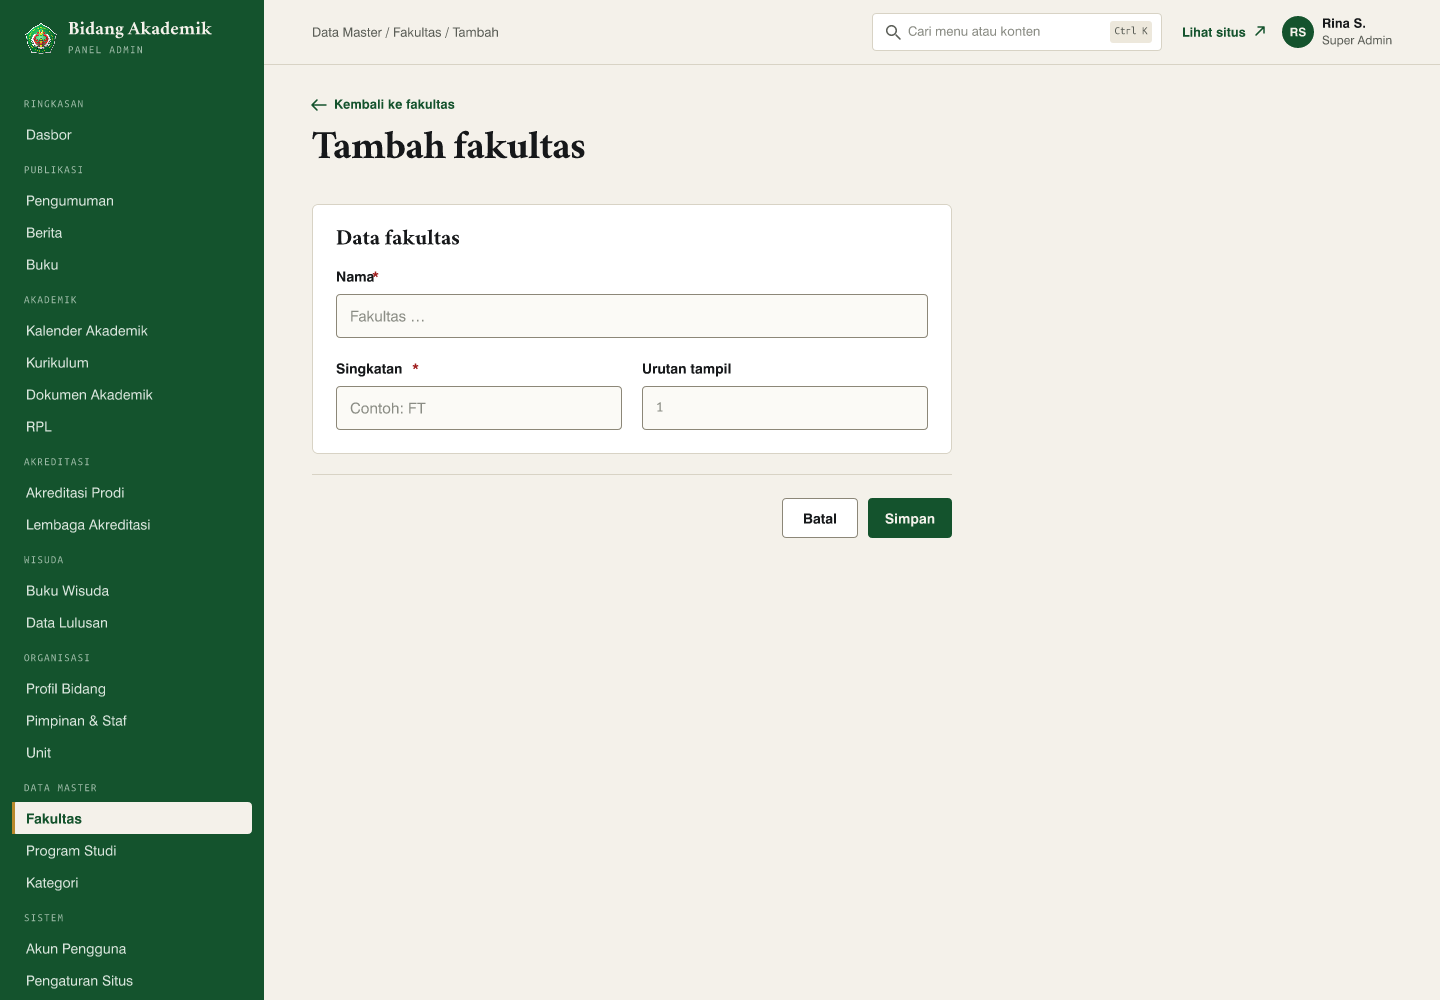 Bidang Akademik
PANEL ADMIN
RINGKASAN
Dasbor
PUBLIKASI
Pengumuman
Berita
Buku
AKADEMIK
Kalender Akademik
Kurikulum
Dokumen Akademik
RPL
AKREDITASI
Akreditasi Prodi
Lembaga Akreditasi
WISUDA
Buku Wisuda
Data Lulusan
ORGANISASI
Profil Bidang
Pimpinan & Staf
Unit
DATA MASTER
Fakultas
Program Studi
Kategori
SISTEM
Akun Pengguna
Pengaturan Situs
Data Master / Fakultas / Tambah
Cari menu atau konten
Ctrl K
Lihat situs
RS
Rina S.
Super Admin
Kembali ke fakultas
Tambah fakultas
Data fakultas
Nama*
Fakultas ...
Singkatan *
Contoh: FT
Urutan tampil
1
Batal
Simpan